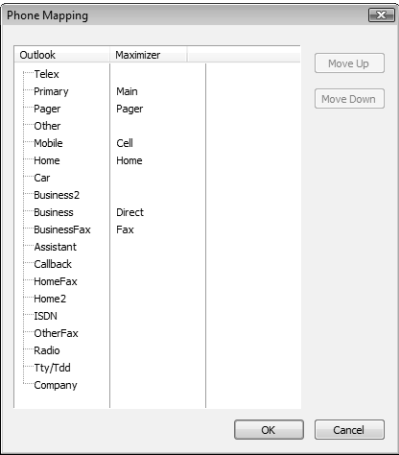 Phone Mapping
Outlook Maximizer
Telex
Primary Main
Pager Pager
Other
Mobile Cell
Home Home
Car
Business2
Business Direct
BusinessFax Fax
Assistant
Callback
HomeFax
Home2
ISDN
OtherFax
Radio
Tty/Tdd
Company
Move Up
Move Down
OK Cancel